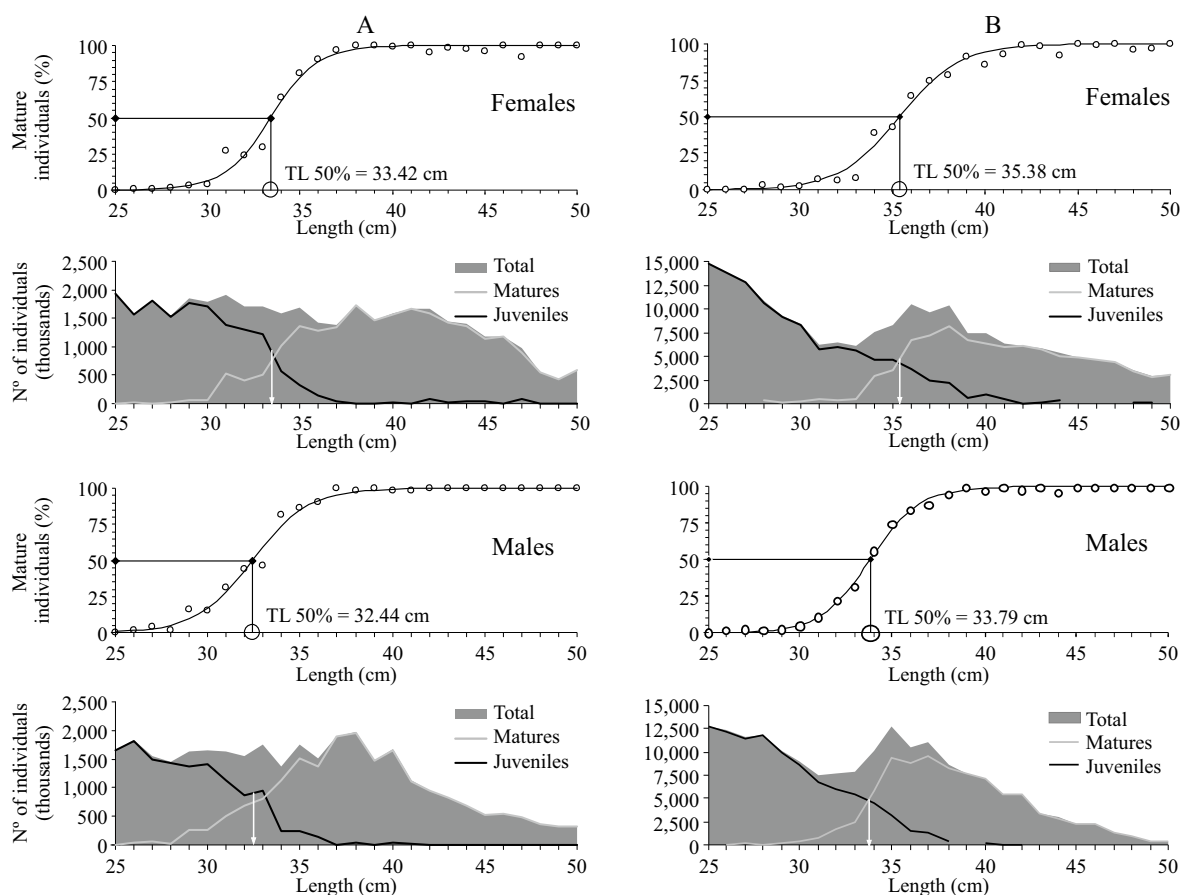 A
100
75
50
25
0
Mature
individuals (%)
Females
TL 50% = 33.42 cm
25 30 35 40 45 50
Length (cm)
B
100
75
50
25
0
Females
TL 50% = 35.38 cm
25 30 35 40 45 50
Length (cm)
2,500
2,000
1,500
1,000
500
0
Nº of individuals
(thousands)
Total
Matures
Juveniles
25 30 35 40 45 50
Length (cm)
15,000
12,500
10,000
7,500
5,000
2,500
0
Total
Matures
Juveniles
25 30 35 40 45 50
Length (cm)
100
75
50
25
0
Mature
individuals (%)
Males
TL 50% = 32.44 cm
25 30 35 40 45 50
Length (cm)
100
75
50
25
0
Males
TL 50% = 33.79 cm
25 30 35 40 45 50
Length (cm)
2,500
2,000
1,500
1,000
500
0
Nº of individuals
(thousands)
Total
Matures
Juveniles
25 30 35 40 45 50
Length (cm)
15,000
12,500
10,000
7,500
5,000
2,500
0
Total
Matures
Juveniles
25 30 35 40 45 50
Length (cm)